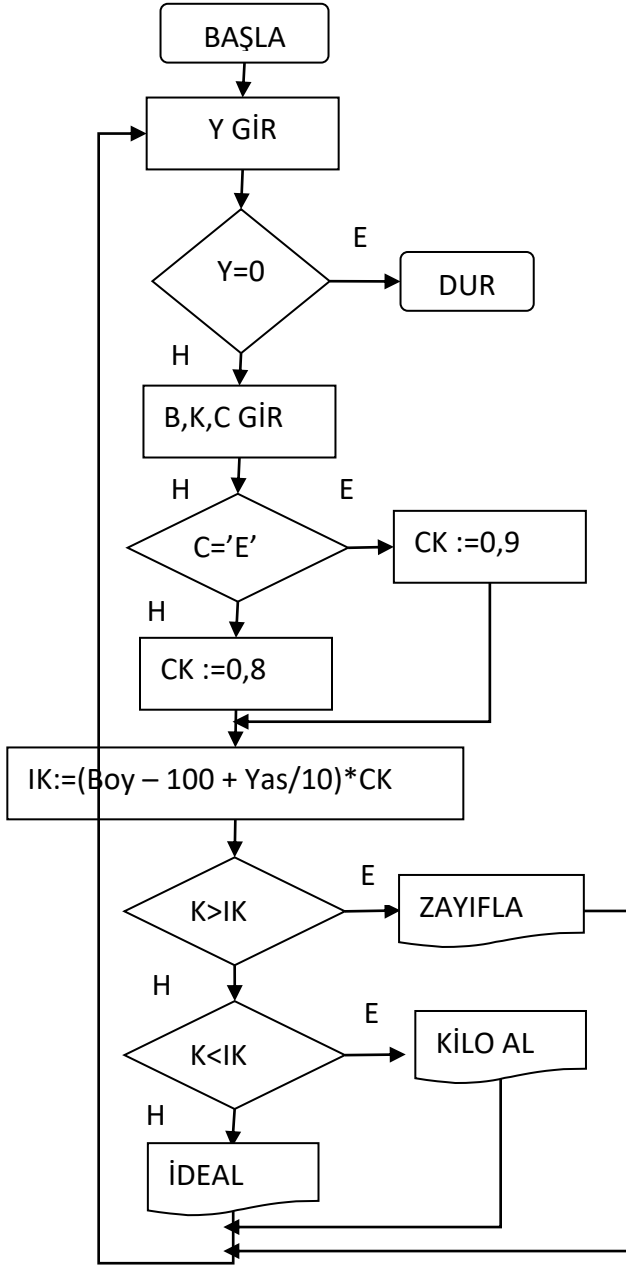 BAŞLA
Y GİR
E
Y=0
DUR
H
B,K,C GİR
H
E
C='E'
CK :=0,9
H
CK :=0,8
IK:=(Boy – 100 + Yas/10)*CK
E
K>IK
ZAYIFLA
H
E
K<IK
KİLO AL
H
İDEAL